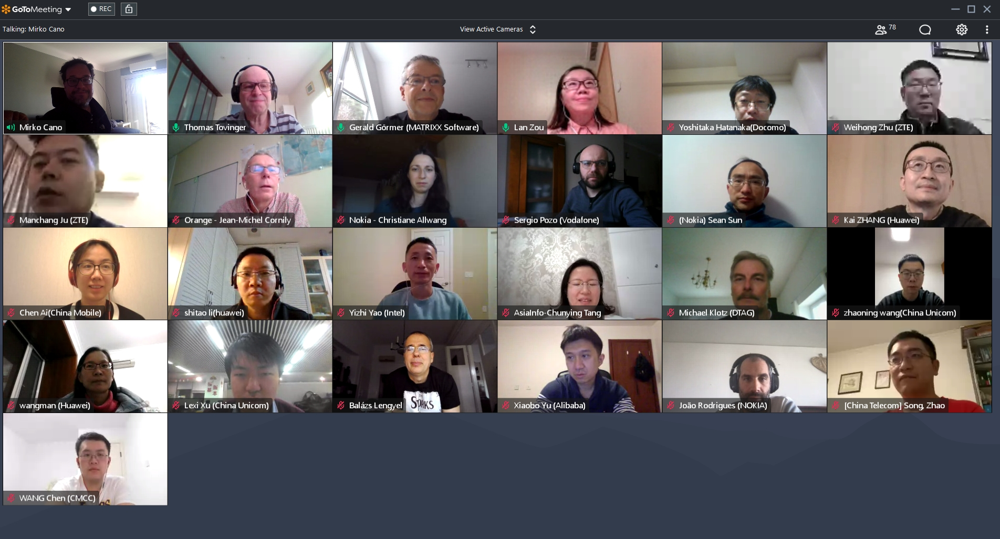 GoToMeeting
REC
Talking: Mirko Cano
View Active Cameras
78
Mirko Cano
Thomas Tovinger
Gerald Görmer (MATRIXX Software)
Lan Zou
Yoshitaka Hatanaka(Docomo)
Weihong Zhu (ZTE)
Manchang Ju (ZTE)
Orange - Jean-Michel Cornily
Nokia - Christiane Allwang
Sergio Pozo (Vodafone)
(Nokia) Sean Sun
Kai ZHANG (Huawei)
Chen Ai(China Mobile)
shitao li(huawei)
Yizhi Yao (Intel)
AsiaInfo-Chunying Tang
Michael Klotz (DTAG)
zhaoning wang(China Unicom)
wangman (Huawei)
Lexi Xu (China Unicom)
Balázs Lengyel
Xiaobo Yu (Alibaba)
João Rodrigues (NOKIA)
[China Telecom] Song, Zhao
WANG Chen (CMCC)